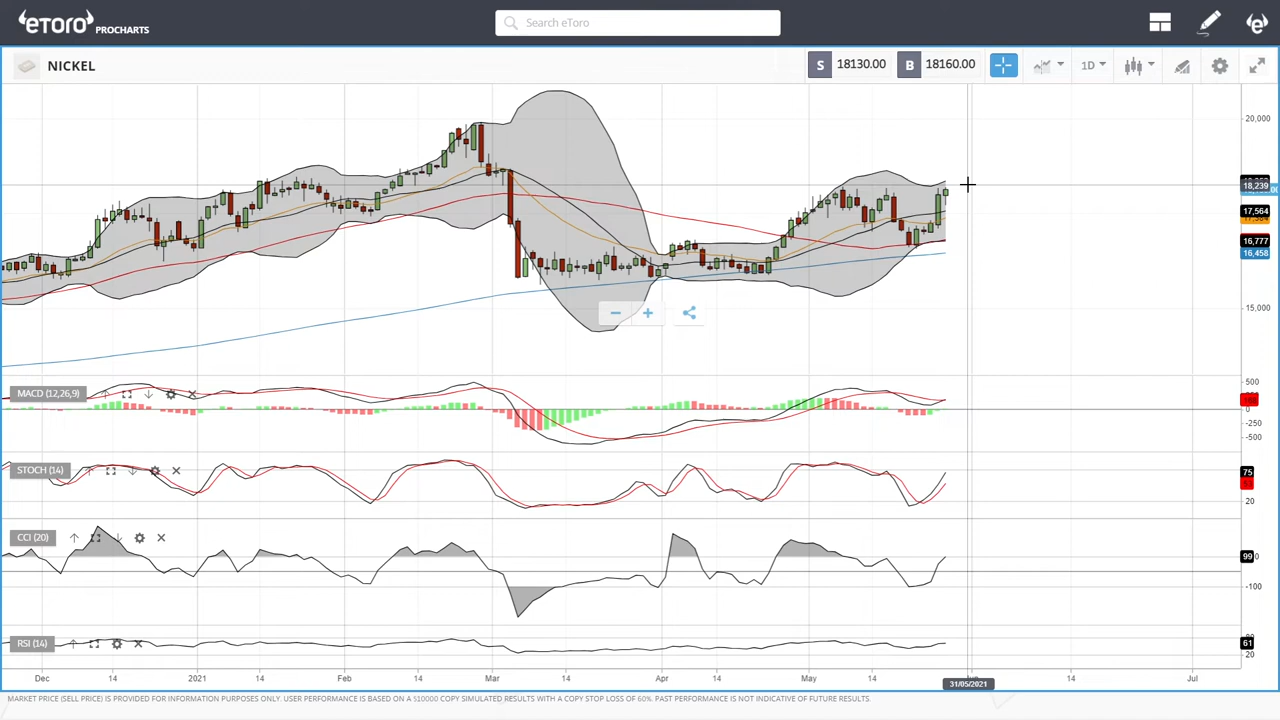 eToro PROCHARTS
Search eToro
NICKEL
S 18130.00 B 18160.00
1D
20,000
18,239
17,564
16,777
16,458
15,000
MACD (12,26,9)
500
0
-250
-500
STOCH (14)
75
20
CCI (20)
99
-100
RSI (14)
61
20
Dec 14 2021 14 Feb 14 Mar 14 Apr 14 May 14 14 Jul
31/05/2021
MARKET PRICE (SELL PRICE) IS PROVIDED FOR INFORMATION PURPOSES ONLY. USER PERFORMANCE IS BASED ON A $10000 COPY SIMULATED RESULTS WITH A COPY STOP LOSS OF 60%. PAST PERFORMANCE IS NOT INDICATIVE OF FUTURE RESULTS.